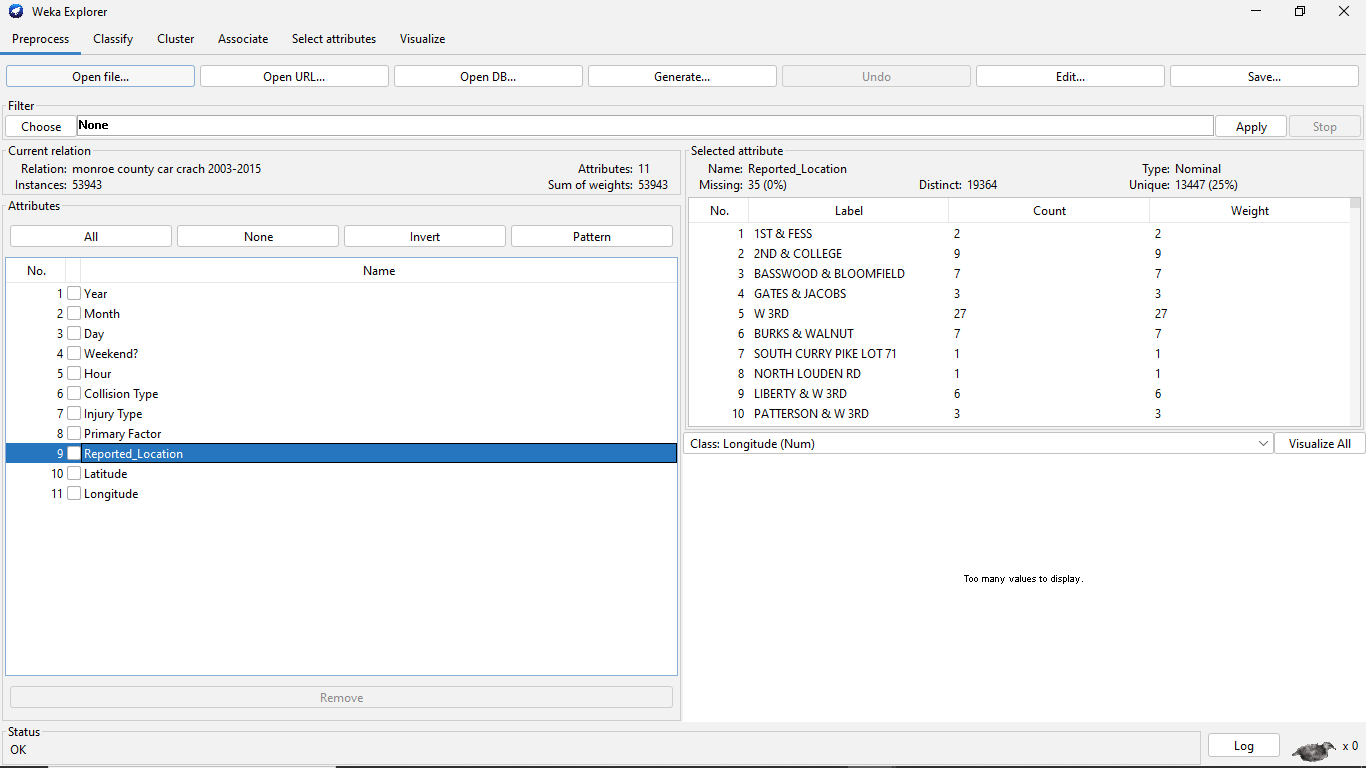 Weka Explorer
Preprocess Classify Cluster Associate Select attributes Visualize
Open file... Open URL... Open DB... Generate... Undo Edit... Save...
Filter
Choose None Apply Stop
Current relation
Relation: monroe county car crach 2003-2015 Attributes: 11
Instances: 53943 Sum of weights: 53943
Attributes
All None Invert Pattern
No. Name
1 Year
2 Month
3 Day
4 Weekend?
5 Hour
6 Collision Type
7 Injury Type
8 Primary Factor
9 Reported_Location
10 Latitude
11 Longitude
Remove
Selected attribute
Name: Reported_Location Type: Nominal
Missing: 35 (0%) Distinct: 19364 Unique: 13447 (25%)
No. Label Count Weight
1 1ST & FESS 2 2
2 2ND & COLLEGE 9 9
3 BASSWOOD & BLOOMFIELD 7 7
4 GATES & JACOBS 3 3
5 W 3RD 27 27
6 BURKS & WALNUT 7 7
7 SOUTH CURRY PIKE LOT 71 1 1
8 NORTH LOUDEN RD 1 1
9 LIBERTY & W 3RD 6 6
10 PATTERSON & W 3RD 3 3
Class: Longitude (Num) Visualize All
Too many values to display.
Status
OK
Log x 0